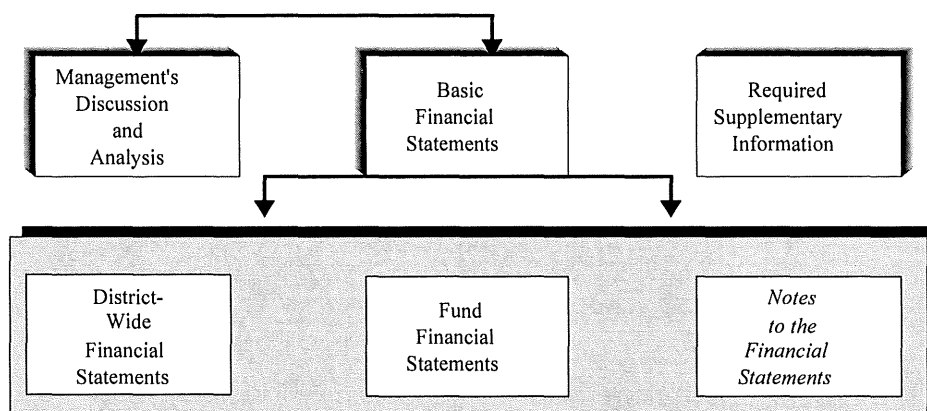 Management's
Discussion
and
Analysis
Basic
Financial
Statements
Required
Supplementary
Information
District-
Wide
Financial
Statements
Fund
Financial
Statements
Notes
to the
Financial
Statements